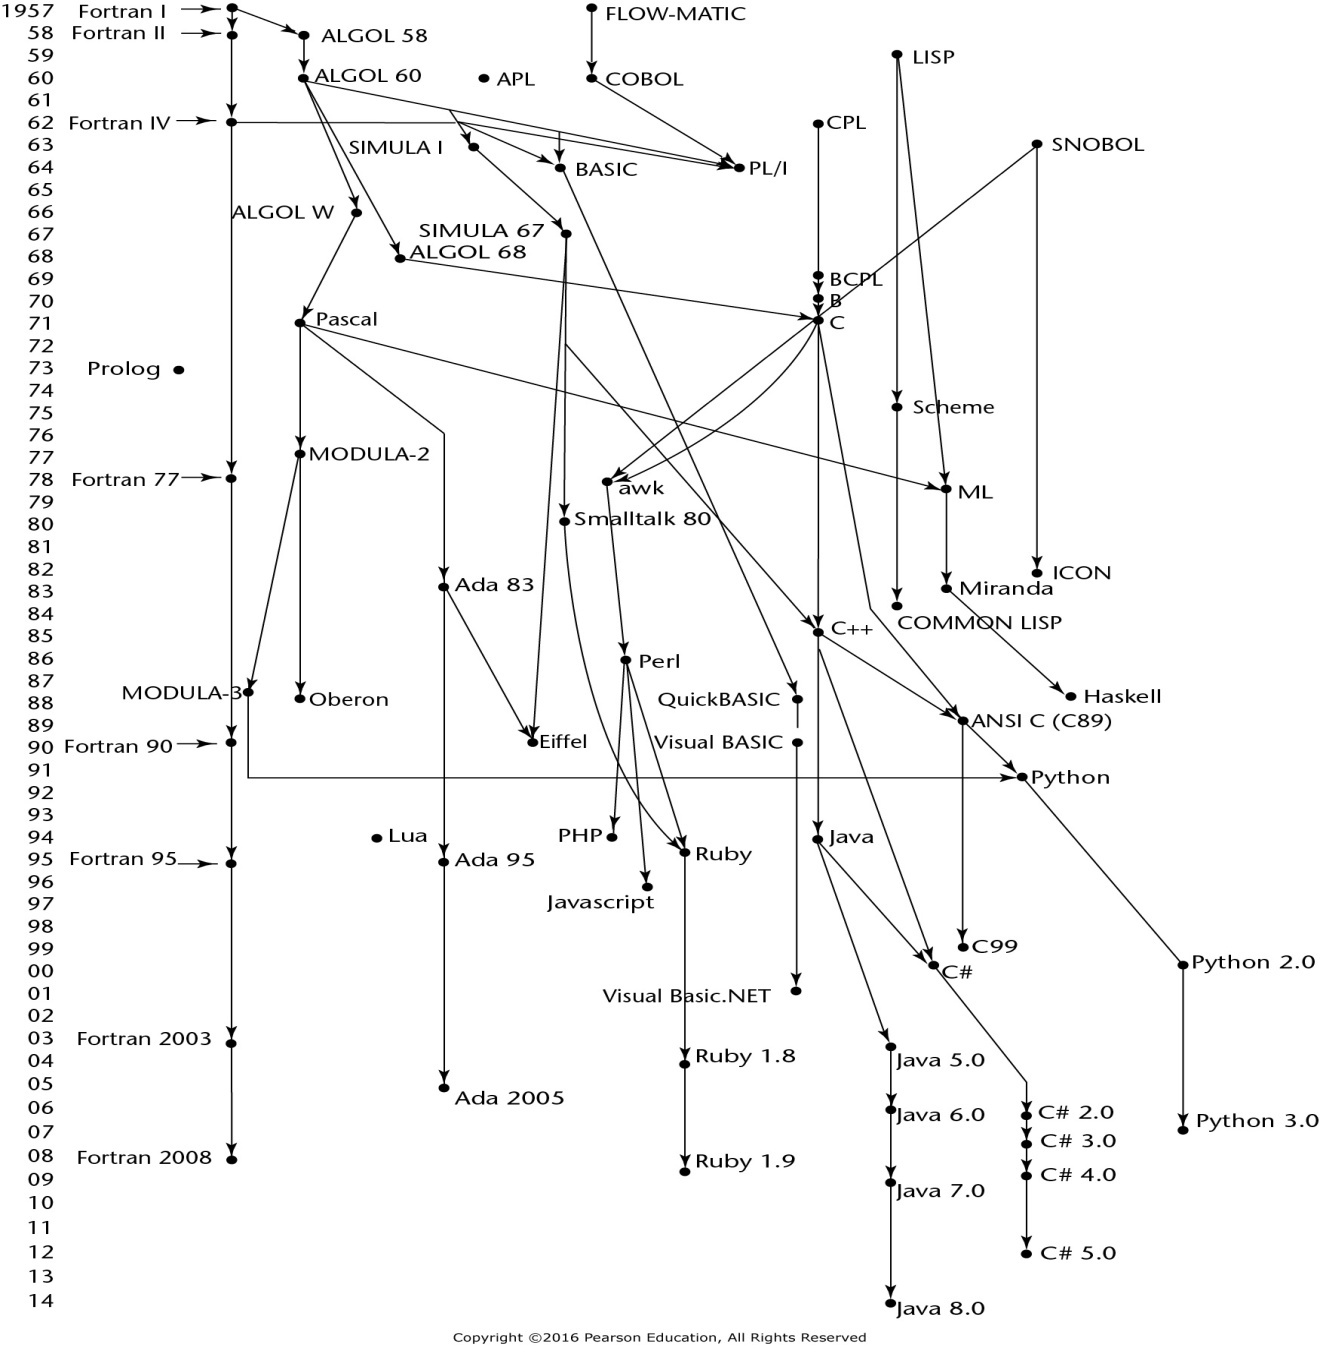 1957 Fortran I FLOW-MATIC
58 Fortran II ALGOL 58
59 LISP
60 ALGOL 60 APL COBOL
61
62 Fortran IV CPL
63 SIMULA I SNOBOL
64 BASIC PL/I
65
66 ALGOL W
67 SIMULA 67
68 ALGOL 68
69 BCPL
70 B
71 Pascal C
72
73 Prolog
74
75 Scheme
76
77 MODULA-2
78 Fortran 77 awk ML
79
80 Smalltalk 80
81
82 ICON
83 Ada 83 Miranda
84 COMMON LISP
85 C++
86 Perl
87 MODULA-3
88 Oberon QuickBASIC Haskell
89 ANSI C (C89)
90 Fortran 90 Eiffel Visual BASIC
91 Python
92
93
94 Lua PHP Java
95 Fortran 95 Ada 95 Ruby
96
97 Javascript
98
99 C99
00 C# Python 2.0
01 Visual Basic.NET
02
03 Fortran 2003
04 Ruby 1.8 Java 5.0
05 Ada 2005
06 Java 6.0 C# 2.0
07 C# 3.0 Python 3.0
08 Fortran 2008 Ruby 1.9
09 Java 7.0 C# 4.0
10
11
12 C# 5.0
13
14 Java 8.0
Copyright ©2016 Pearson Education, All Rights Reserved